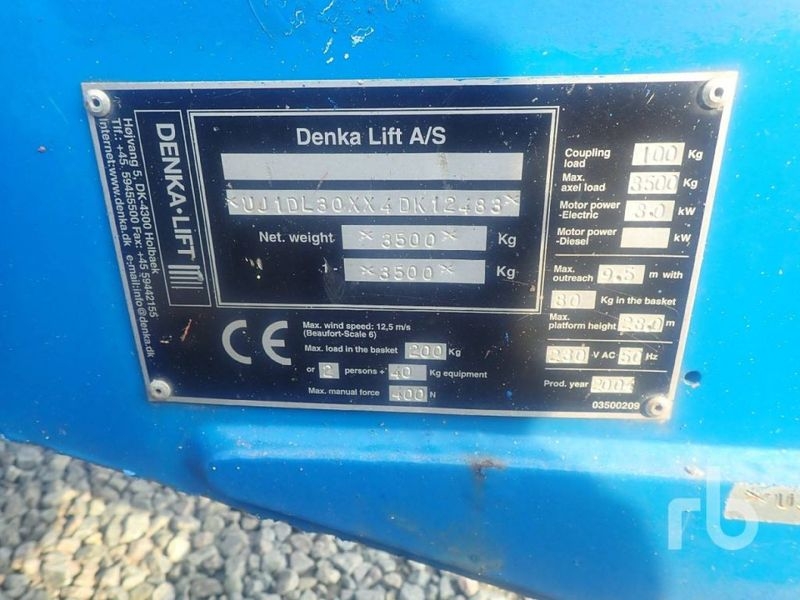 DENKA·LIFT
Højvang 5, DK-4300 Holbaek
Tlf.: +45 59455500 Fax: +45 59442155
Internet:www.denka.dk e-mail:info@denka.dk
Denka Lift A/S
*UJ1DL30XX4DK12483*
Net. weight *3500* Kg
1- *3500* Kg
CE
Max. wind speed: 12,5 m/s
(Beaufort-Scale 6)
Max. load in the basket 200 Kg
or 2 persons + 40 Kg equipment
Max. manual force 400 N
Coupling load 100 Kg
Max. axel load 3500 Kg
Motor power -Electric 3.0 kW
Motor power -Diesel kW
Max. outreach 9.5 m with
80 Kg in the basket
Max. platform height 28.0 m
230 -V AC 50 Hz
Prod. year 2004
03500209
rb